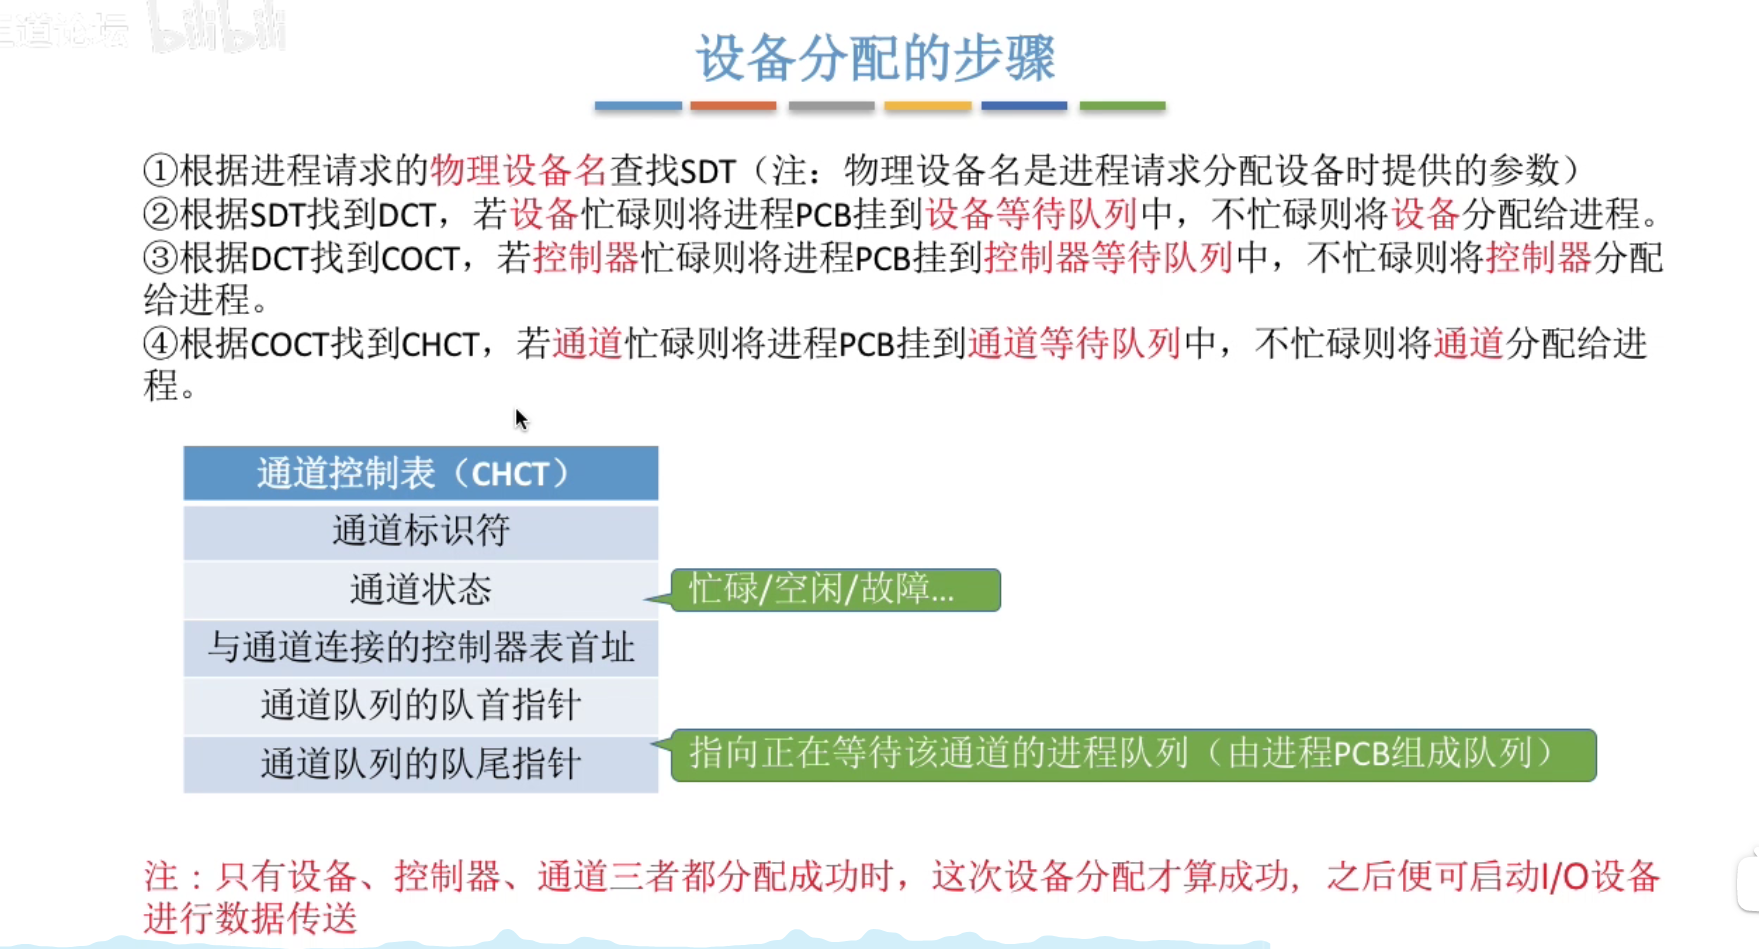 王道论坛 bilibili
设备分配的步骤
①根据进程请求的物理设备名查找SDT（注：物理设备名是进程请求分配设备时提供的参数）
②根据SDT找到DCT，若设备忙碌则将进程PCB挂到设备等待队列中，不忙碌则将设备分配给进程。
③根据DCT找到COCT，若控制器忙碌则将进程PCB挂到控制器等待队列中，不忙碌则将控制器分配
给进程。
④根据COCT找到CHCT，若通道忙碌则将进程PCB挂到通道等待队列中，不忙碌则将通道分配给进
程。
通道控制表（CHCT）
通道标识符
通道状态
忙碌/空闲/故障...
与通道连接的控制器表首址
通道队列的队首指针
通道队列的队尾指针
指向正在等待该通道的进程队列（由进程PCB组成队列）
注：只有设备、控制器、通道三者都分配成功时，这次设备分配才算成功，之后便可启动I/O设备
进行数据传送